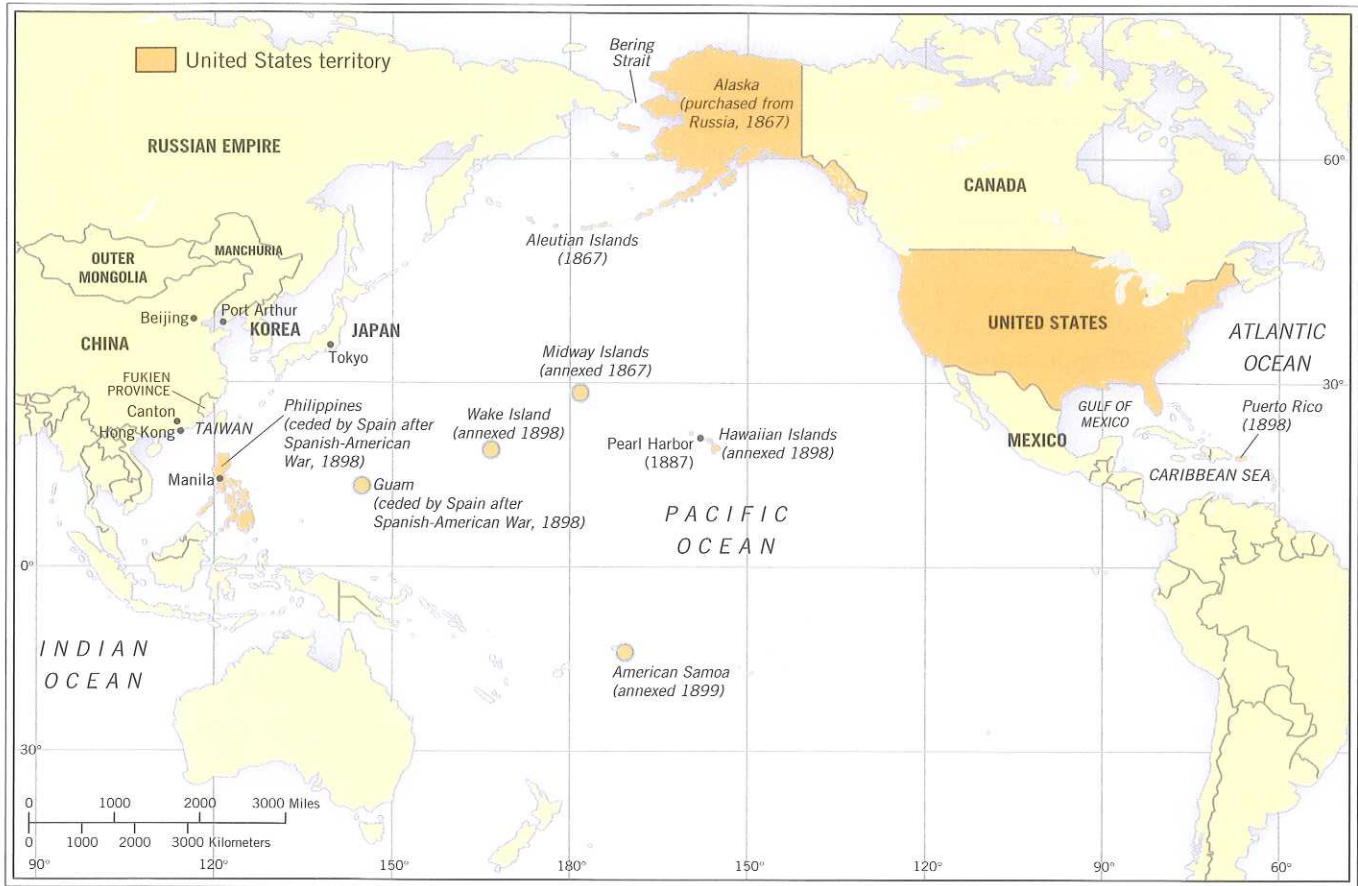 United States territory
Bering
Strait
Alaska
(purchased from
Russia, 1867)
RUSSIAN EMPIRE
60°
CANADA
OUTER
MONGOLIA
MANCHURIA
Aleutian Islands
(1867)
Beijing
Port Arthur
KOREA
JAPAN
Tokyo
CHINA
UNITED STATES
ATLANTIC
OCEAN
Midway Islands
(annexed 1867)
30°
FUKIEN
PROVINCE
Canton
Hong Kong
TAIWAN
Philippines
(ceded by Spain after
Spanish-American
War, 1898)
Wake Island
(annexed 1898)
Pearl Harbor
(1887)
Hawaiian Islands
(annexed 1898)
GULF OF
MEXICO
MEXICO
Puerto Rico
(1898)
CARIBBEAN SEA
Manila
Guam
(ceded by Spain after
Spanish-American War, 1898)
PACIFIC
OCEAN
0°
INDIAN
OCEAN
American Samoa
(annexed 1899)
30°
0 1000 2000 3000 Miles
0 1000 2000 3000 Kilometers
90° 120° 150° 180° 150° 120° 90° 60°